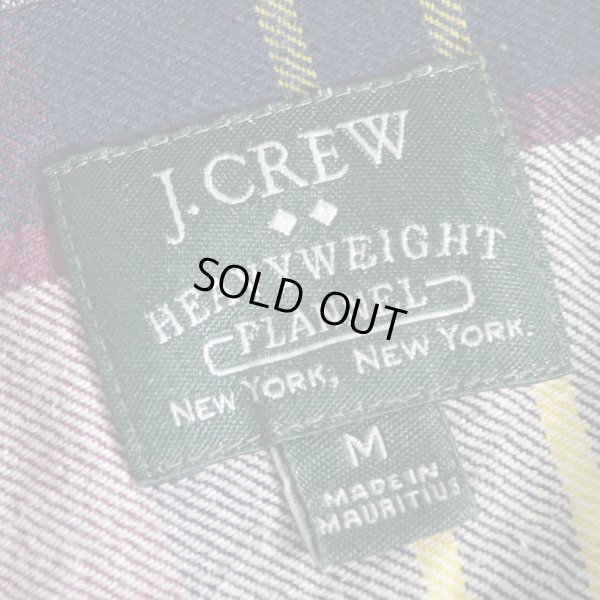 J. CREW
HEAVYWEIGHT
FLANNEL
SOLD OUT
NEW YORK, NEW YORK.
M
MADE IN
MAURITIUS